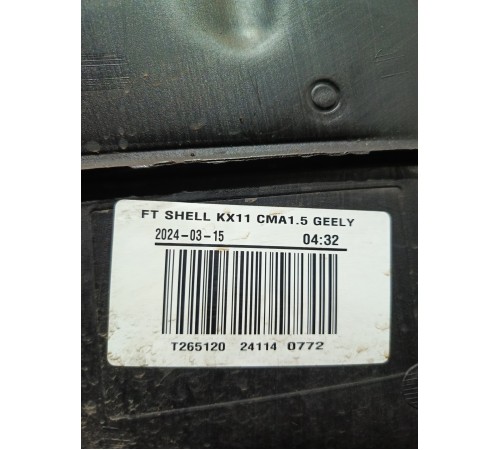 FT SHELL KX11 CMA1.5 GEELY
2024-03-15 04:32
T265120 24114 0772